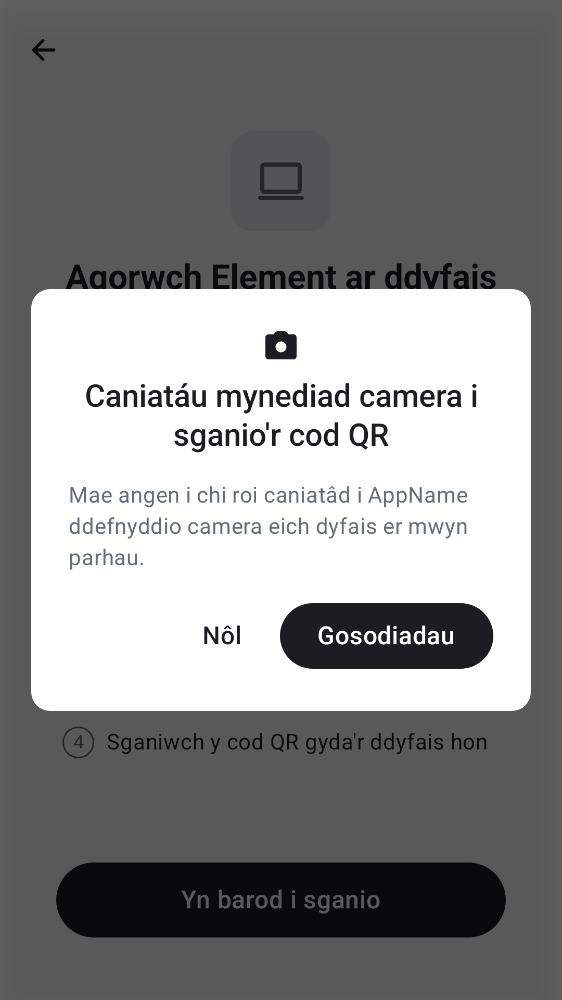 Agorwch Element ar ddyfais
Caniatáu mynediad camera i
sganio'r cod QR
Mae angen i chi roi caniatâd i AppName
ddefnyddio camera eich dyfais er mwyn
parhau.
Nôl
Gosodiadau
4 Sganiwch y cod QR gyda'r ddyfais hon
Yn barod i sganio